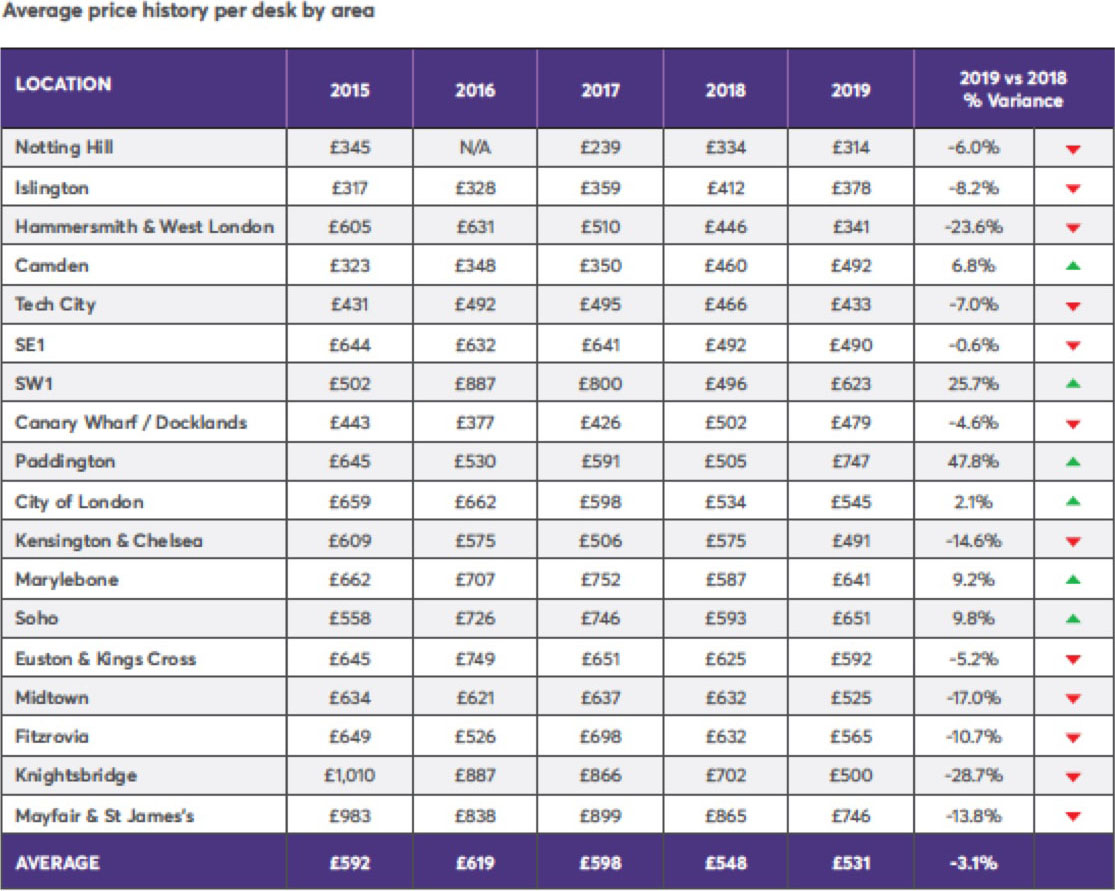 Average price history per desk by area
LOCATION 2015 2016 2017 2018 2019 2019 vs 2018
% Variance
Notting Hill £345 N/A £239 £334 £314 -6.0%
Islington £317 £328 £359 £412 £378 -8.2%
Hammersmith & West London £605 £631 £510 £446 £341 -23.6%
Camden £323 £348 £350 £460 £492 6.8%
Tech City £431 £492 £495 £466 £433 -7.0%
SE1 £644 £632 £641 £492 £490 -0.6%
SW1 £502 £887 £800 £496 £623 25.7%
Canary Wharf / Docklands £443 £377 £426 £502 £479 -4.6%
Paddington £645 £530 £591 £505 £747 47.8%
City of London £659 £662 £598 £534 £545 2.1%
Kensington & Chelsea £609 £575 £506 £575 £491 -14.6%
Marylebone £662 £707 £752 £587 £641 9.2%
Soho £558 £726 £746 £593 £651 9.8%
Euston & Kings Cross £645 £749 £651 £625 £592 -5.2%
Midtown £634 £621 £637 £632 £525 -17.0%
Fitzrovia £649 £526 £698 £632 £565 -10.7%
Knightsbridge £1,010 £887 £866 £702 £500 -28.7%
Mayfair & St James's £983 £838 £899 £865 £746 -13.8%
AVERAGE £592 £619 £598 £548 £531 -3.1%